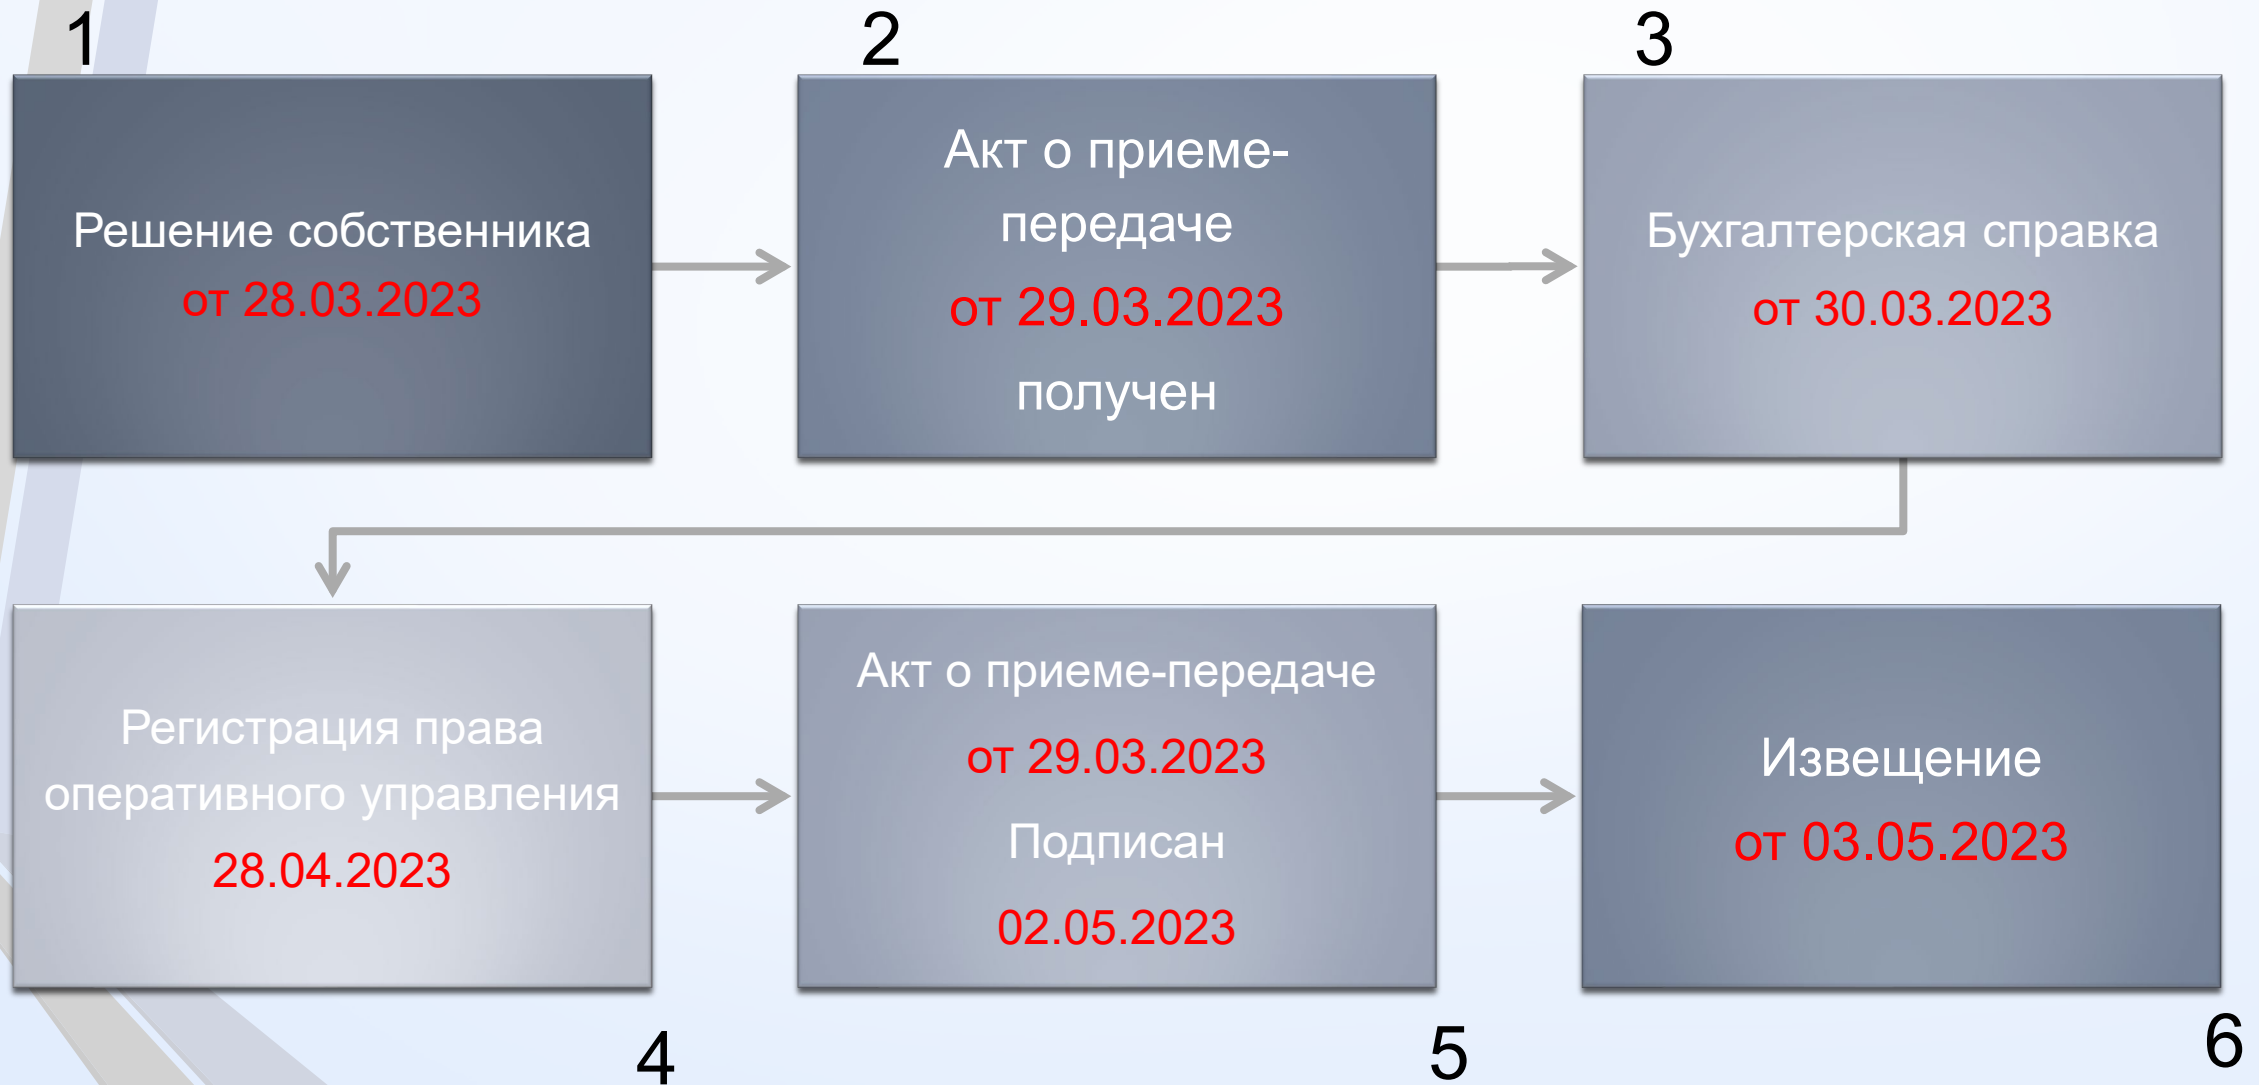 1
Решение собственника
от 28.03.2023
2
Акт о приеме-
передаче
от 29.03.2023
получен
3
Бухгалтерская справка
от 30.03.2023
Регистрация права
оперативного управления
28.04.2023
4
Акт о приеме-передаче
от 29.03.2023
Подписан
02.05.2023
5
Извещение
от 03.05.2023
6